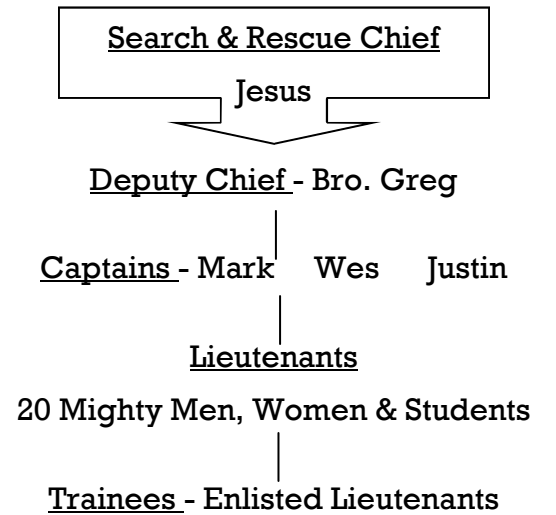 Search & Rescue Chief
Jesus
Deputy Chief - Bro. Greg
Captains - Mark Wes Justin
Lieutenants
20 Mighty Men, Women & Students
Trainees - Enlisted Lieutenants